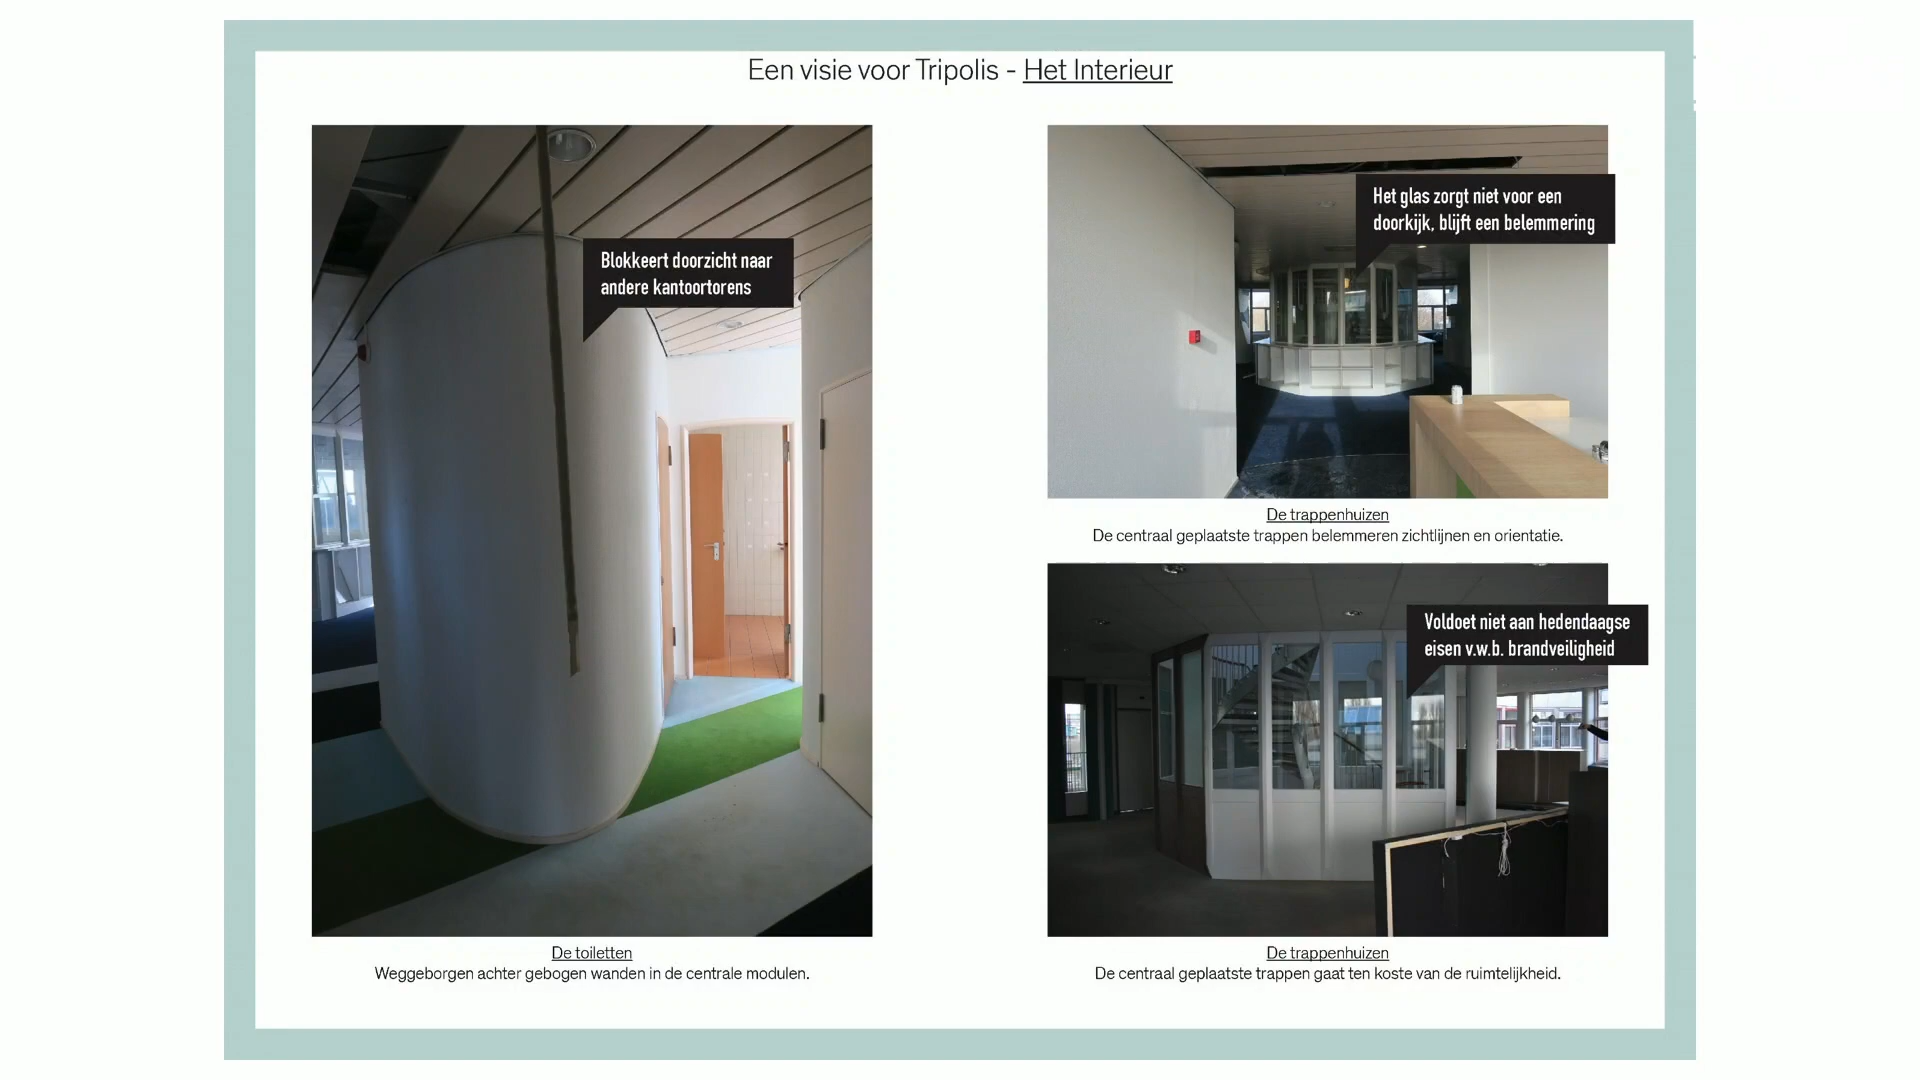 Een visie voor Tripolis - Het Interieur
Blokkeert doorzicht naar
andere kantoortorens
De toiletten
Weggeborgen achter gebogen wanden in de centrale modulen.
Het glas zorgt niet voor een
doorkijk, blijft een belemmering
De trappenhuizen
De centraal geplaatste trappen belemmeren zichtlijnen en orientatie.
Voldoet niet aan hedendaagse
eisen v.w.b. brandveiligheid
De trappenhuizen
De centraal geplaatste trappen gaat ten koste van de ruimtelijkheid.